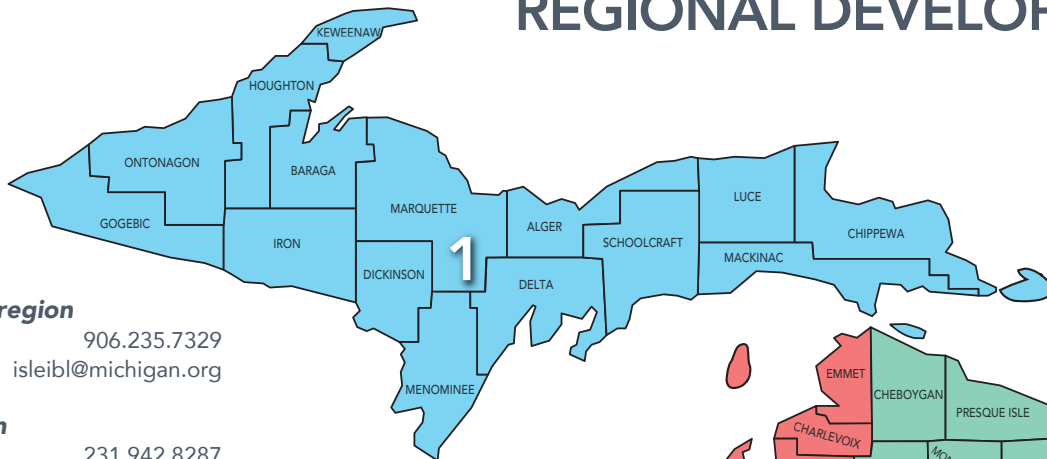 REGIONAL DEVELOP
KEWEENAW
HOUGHTON
ONTONAGON
BARAGA
LUCE
MARQUETTE
GOGEBIC
ALGER
CHIPPEWA
IRON
SCHOOLCRAFT
1
MACKINAC
DICKINSON
DELTA
region
906.235.7329
isleibl@michigan.org
EMMET
MENOMINEE
CHEBOYGAN
PRESQUE ISLE
CHARLEVOIX
231.942.8287